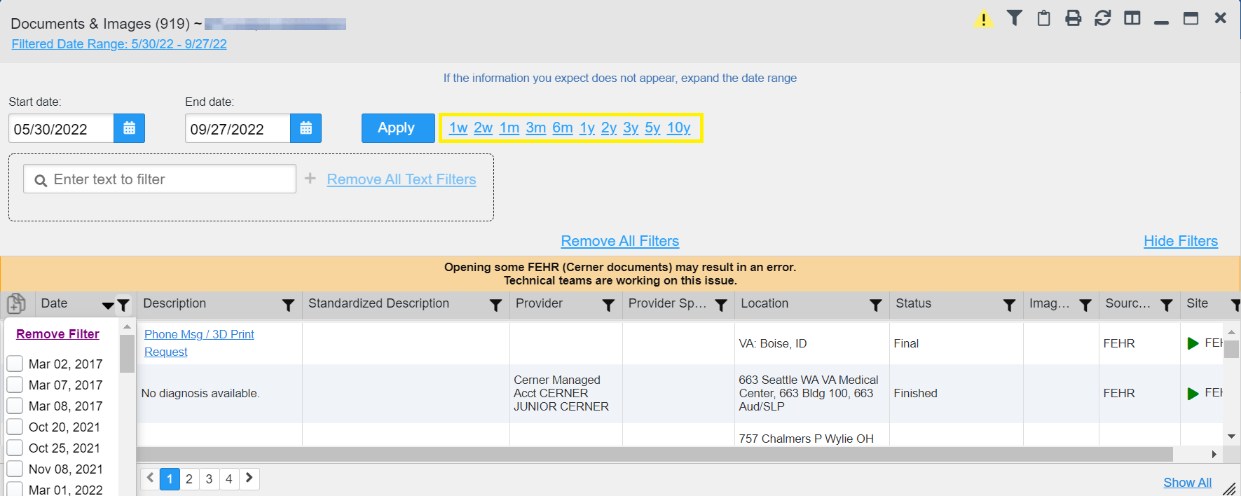 Documents & Images (919) ~
Filtered Date Range: 5/30/22 - 9/27/22
If the information you expect does not appear, expand the date range
Start date:
End date:
05/30/2022
09/27/2022
Apply
1w 2w 1m 3m 6m 1y 2y 3y 5y 10y
Enter text to filter
+ Remove All Text Filters
Remove All Filters
Hide Filters
Opening some FEHR (Cerner documents) may result in an error.
Technical teams are working on this issue.
Date Description Standardized Description Provider Provider Sp... Location Status Imag... Sourc... Site
Remove Filter
Mar 02, 2017
Mar 07, 2017
Mar 08, 2017
Oct 20, 2021
Oct 25, 2021
Nov 08, 2021
Mar 01, 2022
Phone Msg / 3D Print
Request
VA: Boise, ID
Final
FEHR
No diagnosis available.
Cerner Managed
Acct CERNER
JUNIOR CERNER
663 Seattle WA VA Medical
Center, 663 Bldg 100, 663
Aud/SLP
Finished
FEHR
757 Chalmers P Wylie OH
1 2 3 4
Show All